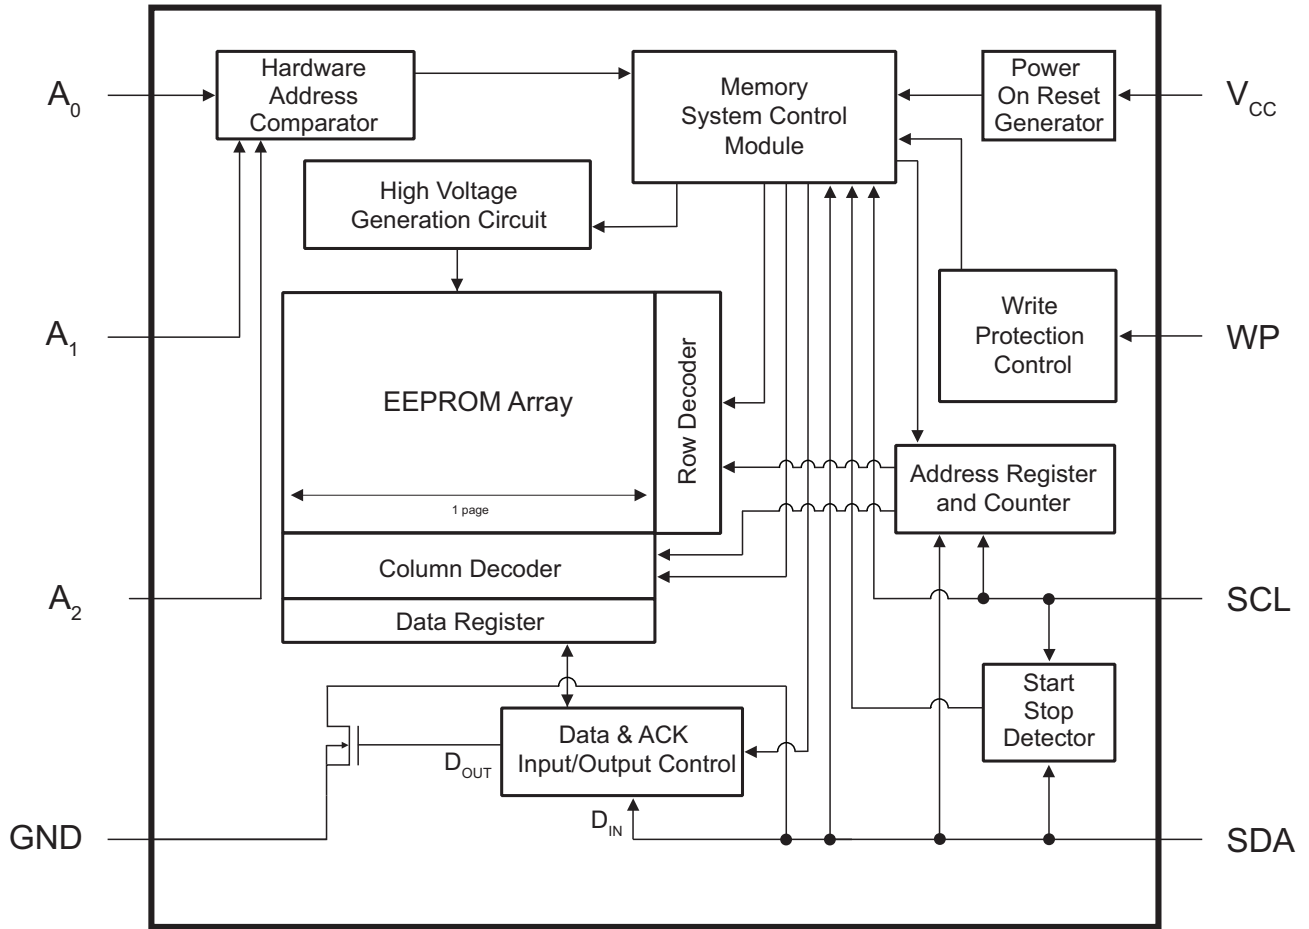 A0
Hardware
Address
Comparator
Memory
System Control
Module
Power
On Reset
Generator
VCC
High Voltage
Generation Circuit
A1
EEPROM Array
Row Decoder
1 page
Write
Protection
Control
WP
Address Register
and Counter
Column Decoder
Data Register
A2
SCL
Start
Stop
Detector
Data & ACK
Input/Output Control
DOUT
DIN
GND
SDA